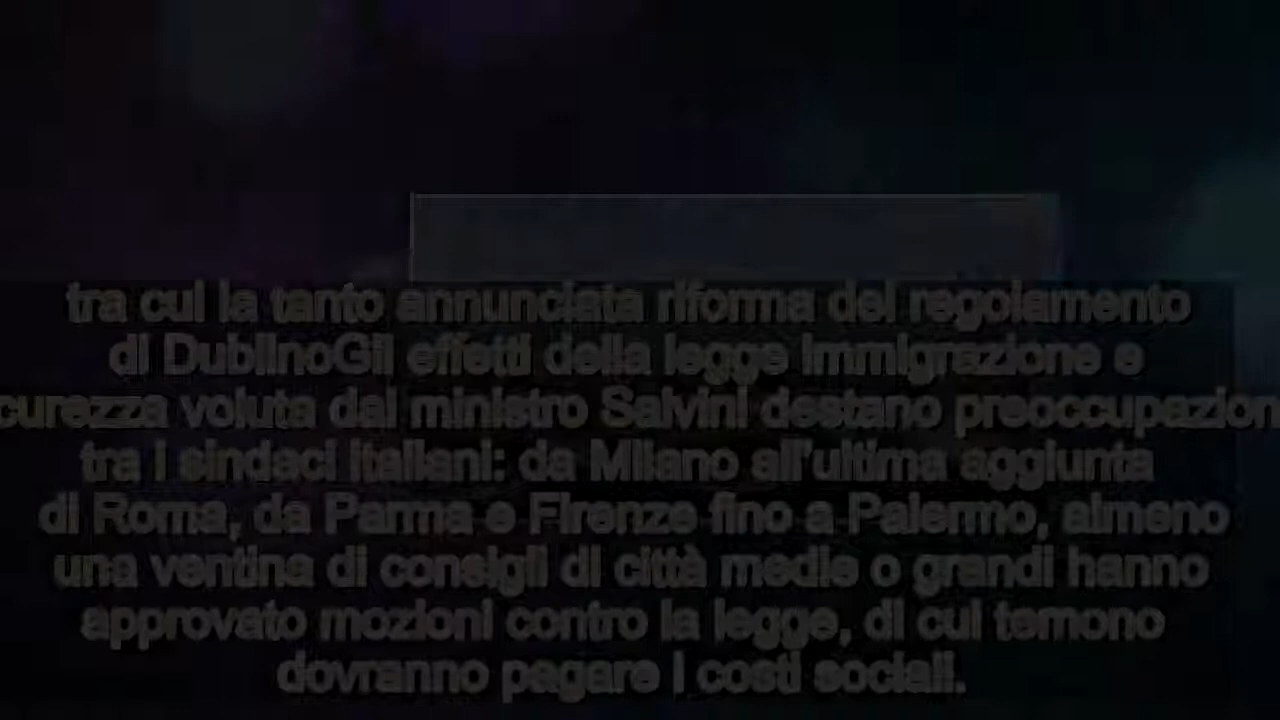 tra cui la tanto annunciata riforma del regolamento
di DublinoGli effetti della legge immigrazione e
curezza voluta dal ministro Salvini destano preoccupazion
tra i sindaci italiani: da Milano all'ultima aggiunta
di Roma, da Parma e Firenze fino a Palermo, almeno
una ventina di consigli di città medie o grandi hanno
approvato mozioni contro la legge, di cui temono
dovranno pagare i costi sociali.